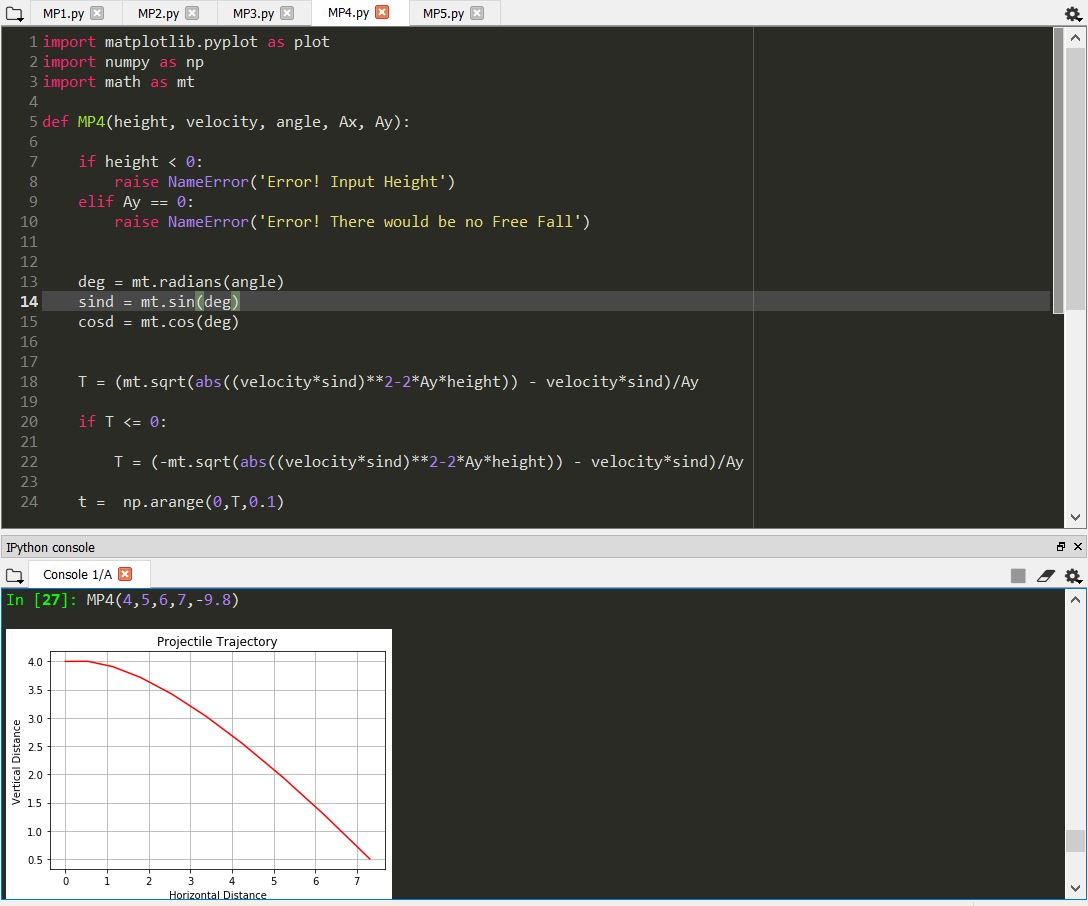 MP1.py MP2.py MP3.py MP4.py MP5.py
1 import matplotlib.pyplot as plot
2 import numpy as np
3 import math as mt
4
5 def MP4(height, velocity, angle, Ax, Ay):
6
7 if height < 0:
8 raise NameError('Error! Input Height')
9 elif Ay == 0:
10 raise NameError('Error! There would be no Free Fall')
11
12
13 deg = mt.radians(angle)
14 sind = mt.sin(deg)
15 cosd = mt.cos(deg)
16
17
18 T = (mt.sqrt(abs((velocity*sind)**2-2*Ay*height)) - velocity*sind)/Ay
19
20 if T <= 0:
21
22 T = (-mt.sqrt(abs((velocity*sind)**2-2*Ay*height)) - velocity*sind)/Ay
23
24 t = np.arange(0,T,0.1)
IPython console
Console 1/A
In [27]: MP4(4,5,6,7,-9.8)
Projectile Trajectory
4.0
3.5
3.0
2.5
2.0
1.5
1.0
0.5
Vertical Distance
0 1 2 3 4 5 6 7
Horizontal Distance